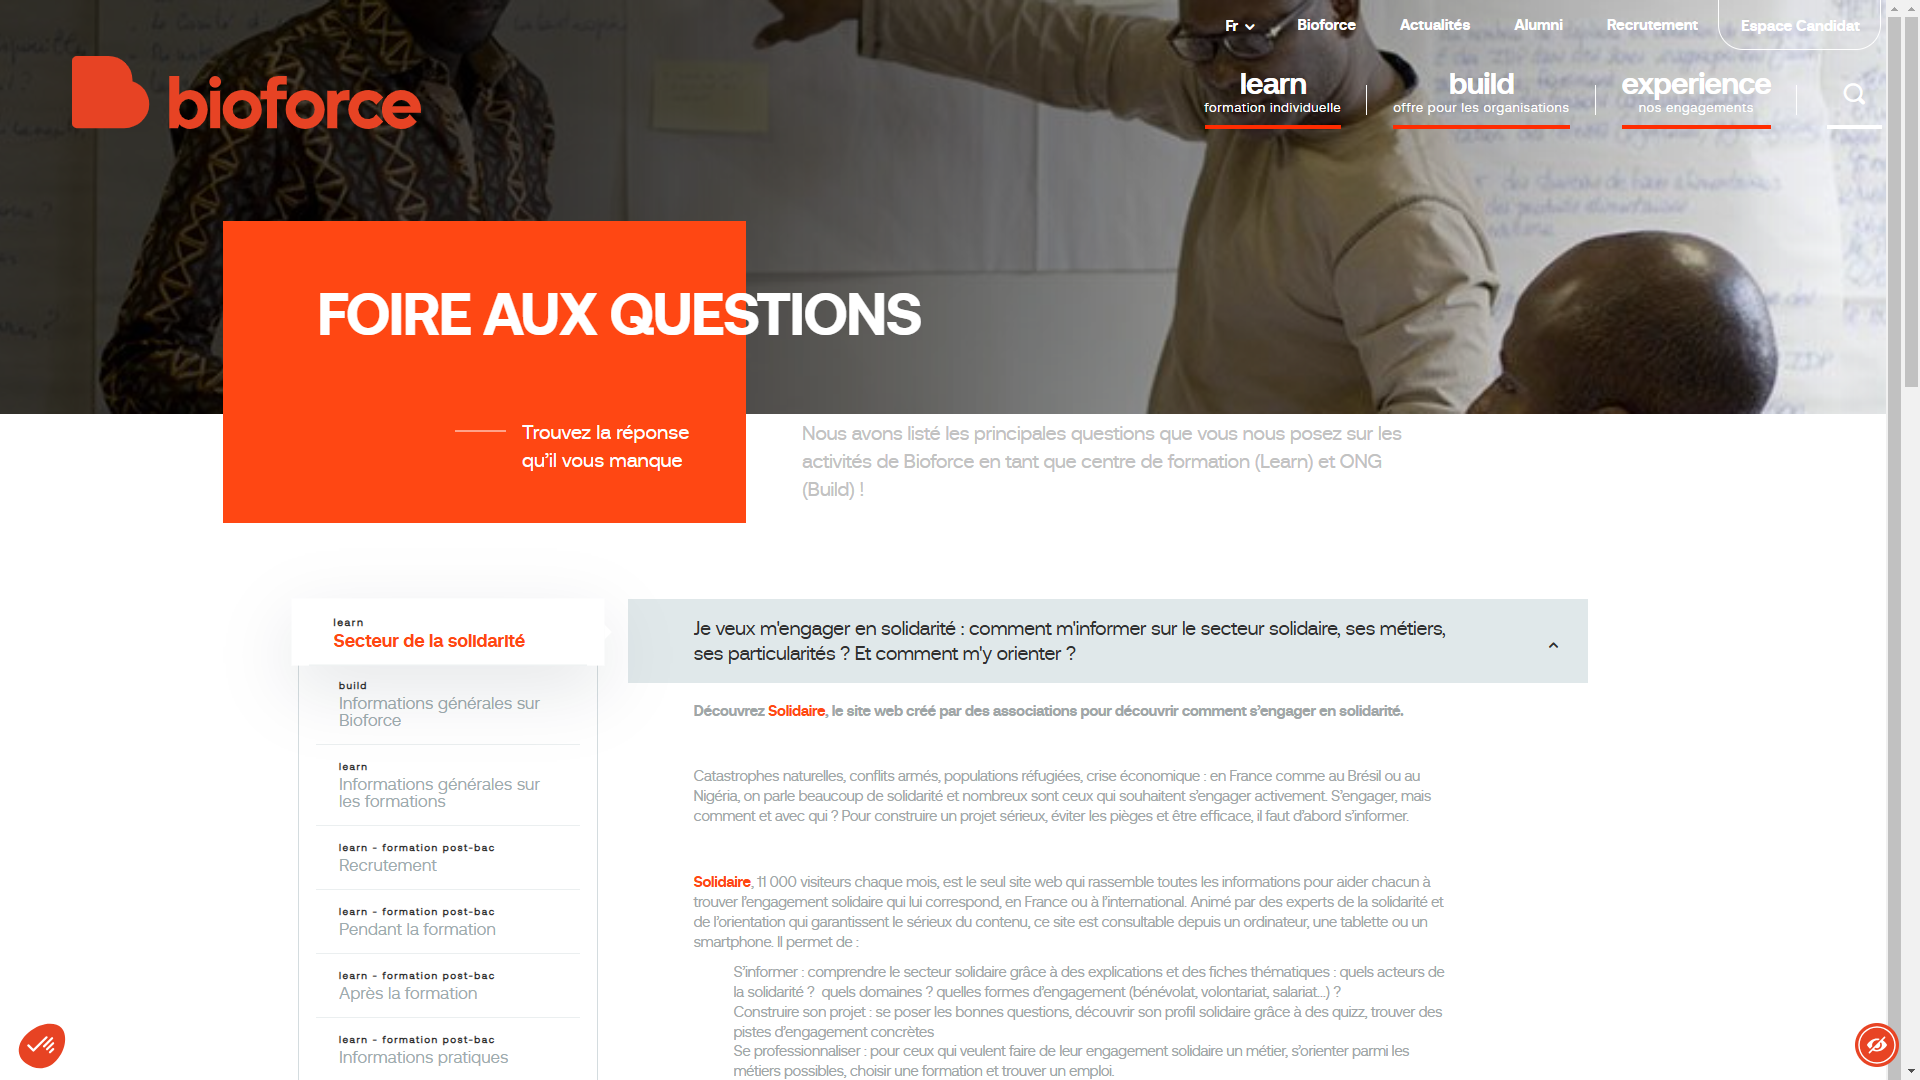 Fr
Bioforce
Actualités
Alumni
Recrutement
Espace Candidat
bioforce
learn
formation individuelle
build
offre pour les organisations
experience
nos engagements
FOIRE AUX QUESTIONS
Trouvez la réponse
qu'il vous manque
Nous avons listé les principales questions que vous nous posez sur les
activités de Bioforce en tant que centre de formation (Learn) et ONG
(Build) !
learn
Secteur de la solidarité
build
Informations générales sur
Bioforce
learn
Informations générales sur
les formations
learn - formation post-bac
Recrutement
learn - formation post-bac
Pendant la formation
learn - formation post-bac
Après la formation
learn - formation post-bac
Informations pratiques
Je veux m'engager en solidarité : comment m'informer sur le secteur solidaire, ses métiers,
ses particularités ? Et comment m'y orienter ?
Découvrez Solidaire, le site web créé par des associations pour découvrir comment s'engager en solidarité.
Catastrophes naturelles, conflits armés, populations réfugiées, crise économique : en France comme au Brésil ou au
Nigéria, on parle beaucoup de solidarité et nombreux sont ceux qui souhaitent s'engager activement. S'engager, mais
comment et avec qui ? Pour construire un projet sérieux, éviter les pièges et être efficace, il faut d'abord s'informer.
Solidaire, 11 000 visiteurs chaque mois, est le seul site web qui rassemble toutes les informations pour aider chacun à
trouver l'engagement solidaire qui lui correspond, en France ou à l'international. Animé par des experts de la solidarité et
de l'orientation qui garantissent le sérieux du contenu, ce site est consultable depuis un ordinateur, une tablette ou un
smartphone. Il permet de :
S'informer : comprendre le secteur solidaire grâce à des explications et des fiches thématiques : quels acteurs de
la solidarité ?  quels domaines ? quelles formes d'engagement (bénévolat, volontariat, salariat…) ?
Construire son projet : se poser les bonnes questions, découvrir son profil solidaire grâce à des quizz, trouver des
pistes d'engagement concrètes
Se professionnaliser : pour ceux qui veulent faire de leur engagement solidaire un métier, s'orienter parmi les
métiers possibles, choisir une formation et trouver un emploi.